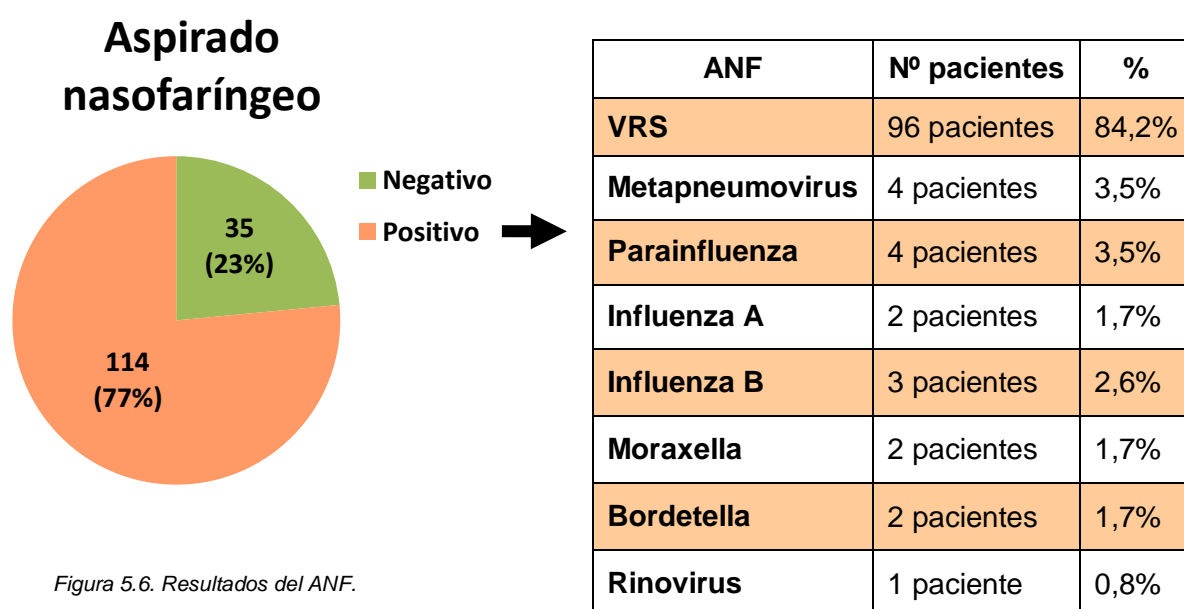 Aspirado
nasofaríngeo
Negativo
Positivo
35
(23%)
114
(77%)
Figura 5.6. Resultados del ANF.
ANF Nº pacientes %
VRS 96 pacientes 84,2%
Metapneumovirus 4 pacientes 3,5%
Parainfluenza 4 pacientes 3,5%
Influenza A 2 pacientes 1,7%
Influenza B 3 pacientes 2,6%
Moraxella 2 pacientes 1,7%
Bordetella 2 pacientes 1,7%
Rinovirus 1 paciente 0,8%